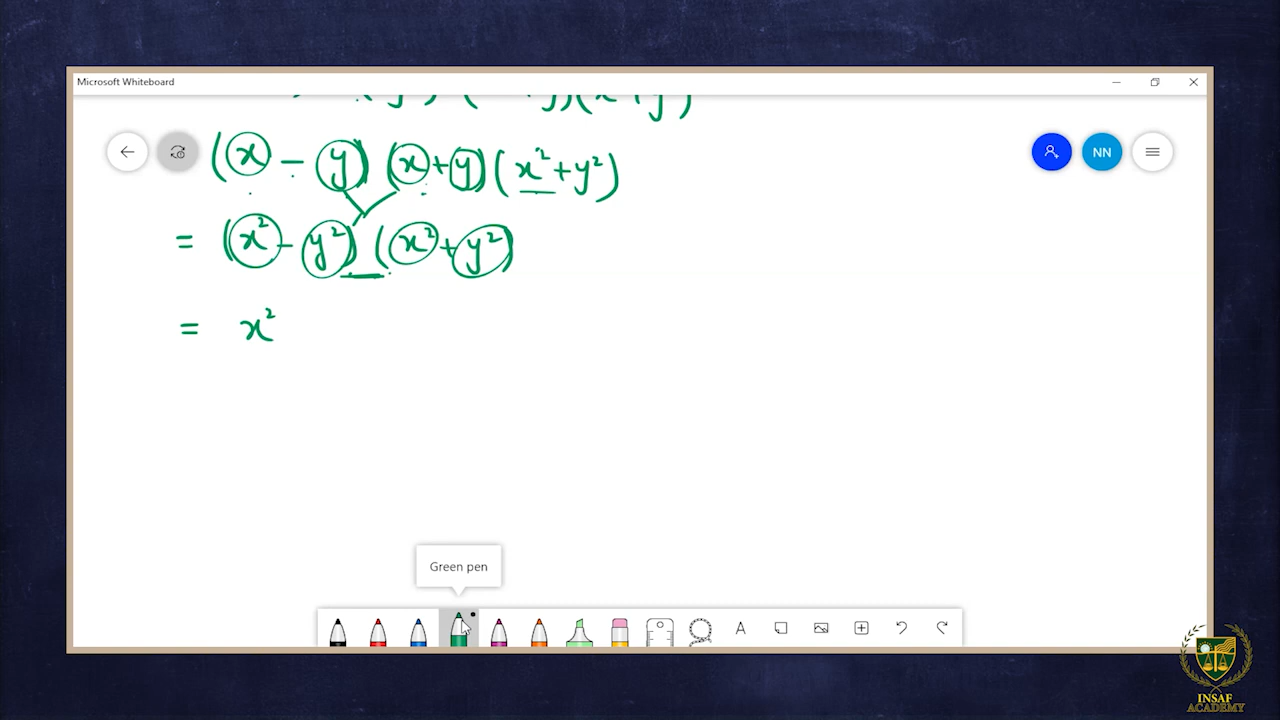 Microsoft Whiteboard
(x - y) (x + y) (x² + y²)
NN
= (x² - y²) (x² + y²)
= x²
Green pen
A
INSAF
ACADEMY